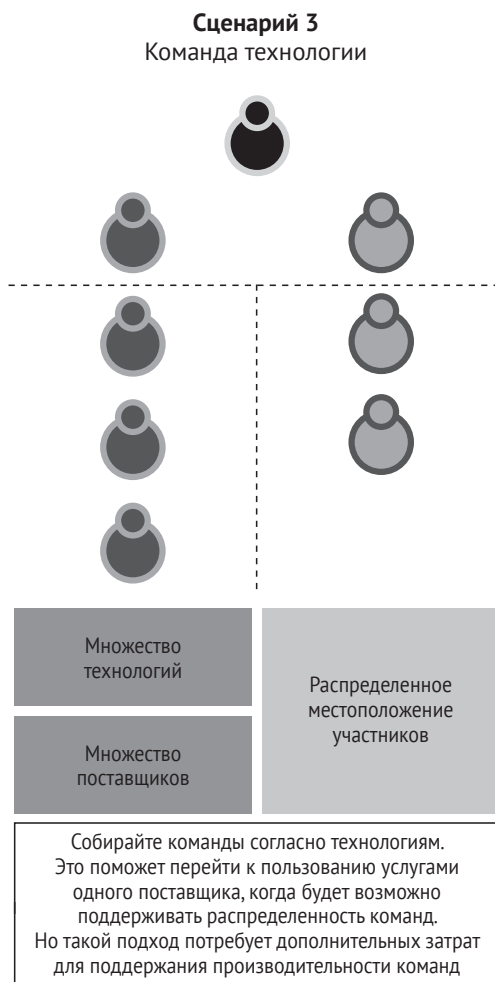 Сценарий 3
Команда технологии
Множество
технологий
Множество
поставщиков
Распределенное
местоположение
участников
Собирайте команды согласно технологиям.
Это поможет перейти к пользованию услугами
одного поставщика, когда будет возможно
поддерживать распределенность команд.
Но такой подход потребует дополнительных затрат
для поддержания производительности команд